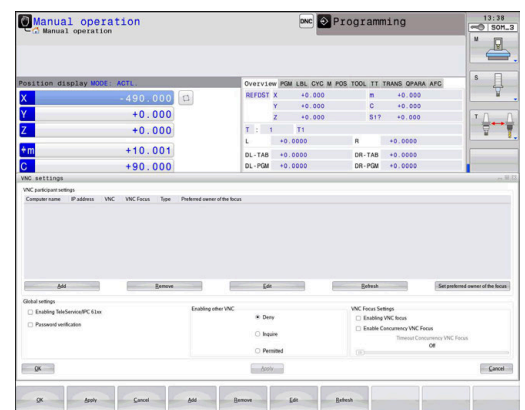 Manual operation
Manual operation
DNC
Programming
13:38
SOM_3
M
Position display MODE: ACTL.
X -490.000
Y +0.000
Z +0.000
+m +10.001
C +90.000
Overview PGM LBL CYC M POS TOOL TT TRANS QPARA AFC
REFDST X +0.000 m +0.000
Y +0.000 C +0.000
Z +0.000 S1? +0.000
T : 1 T1
L +0.0000 R +0.0000
DL-TAB +0.0000 DR-TAB +0.0000
DL-PGM +0.0000 DR-PGM +0.0000
S
T
VNC settings
VNC participant settings
Computer name IP address VNC VNC Focus Type Preferred owner of the focus
Add Remove Edit Refresh Set preferred owner of the focus
Global settings
Enabling TeleService/IPC 61xx
Password verification
Enabling other VNC
Deny
Inquire
Permitted
VNC Focus Settings
Enabling VNC focus
Enable Concurrency VNC Focus
Timeout Concurrency VNC Focus
Off
OK Apply Cancel
OK Apply Cancel Add Remove Edit Refresh